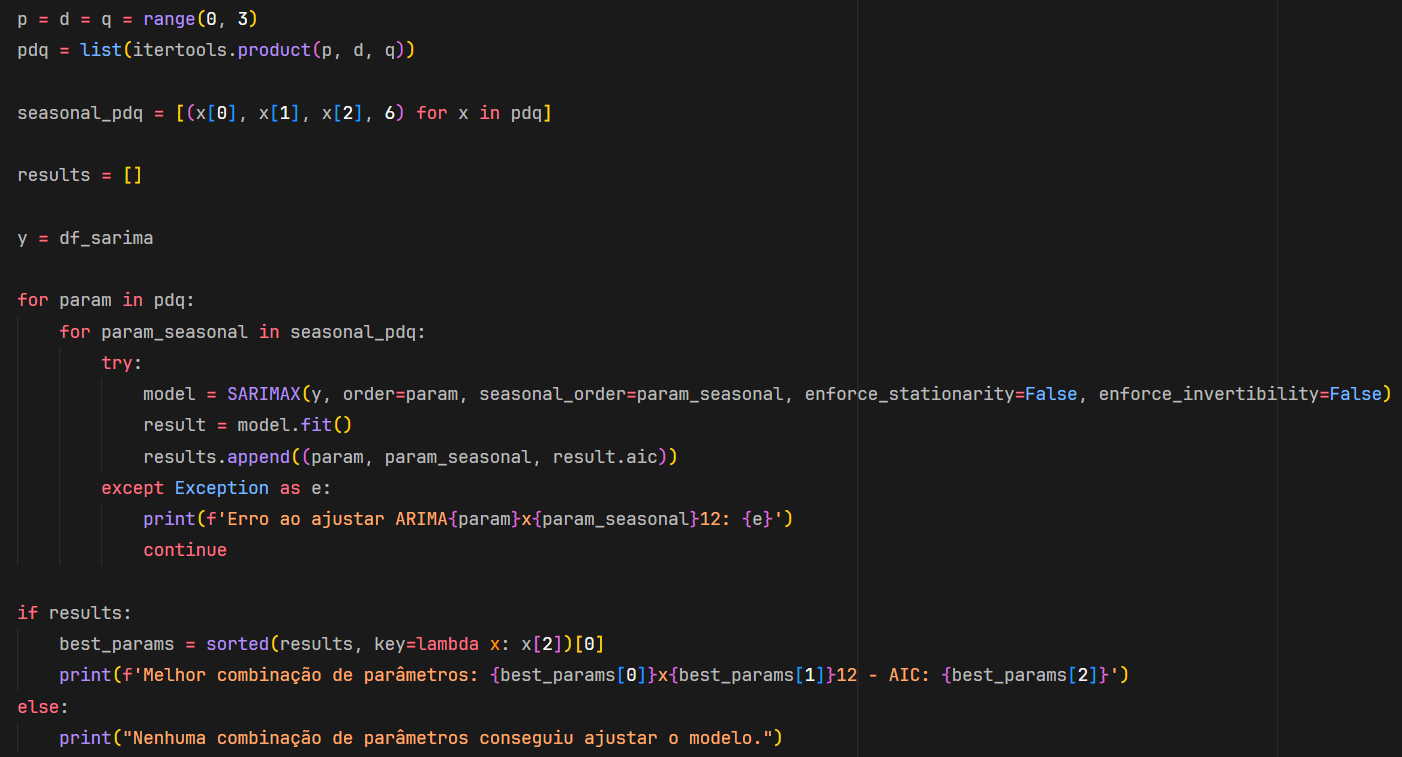 p = d = q = range(0, 3)
pdq = list(itertools.product(p, d, q))
seasonal_pdq = [(x[0], x[1], x[2], 6) for x in pdq]
results = []
y = df_sarima
for param in pdq:
    for param_seasonal in seasonal_pdq:
        try:
            model = SARIMAX(y, order=param, seasonal_order=param_seasonal, enforce_stationarity=False, enforce_invertibility=False)
            result = model.fit()
            results.append((param, param_seasonal, result.aic))
        except Exception as e:
            print(f'Erro ao ajustar ARIMA{param}x{param_seasonal}12: {e}')
            continue
if results:
    best_params = sorted(results, key=lambda x: x[2])[0]
    print(f'Melhor combinação de parâmetros: {best_params[0]}x{best_params[1]}12 - AIC: {best_params[2]}')
else:
    print("Nenhuma combinação de parâmetros conseguiu ajustar o modelo.")